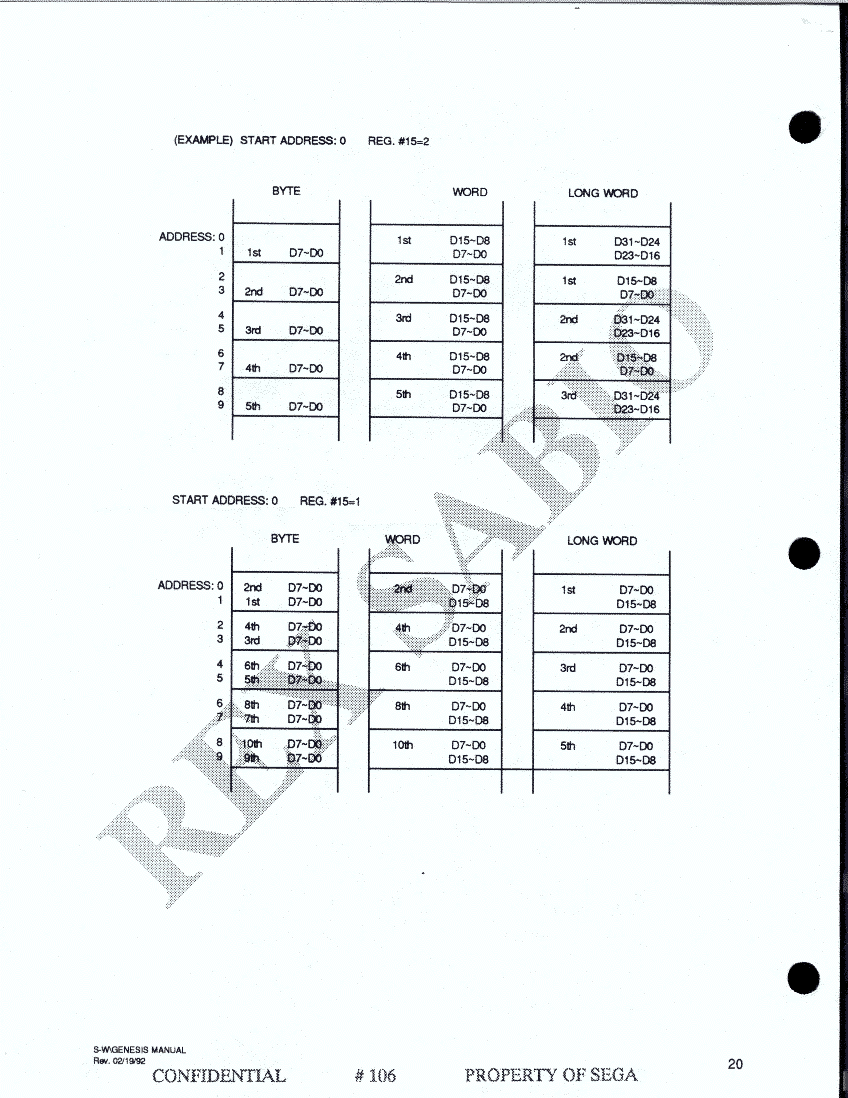 (EXAMPLE) START ADDRESS: 0 REG. #15=2
BYTE WORD LONG WORD
ADDRESS: 0 1st D15~D8 1st D31~D24
1 1st D7~D0 D7~D0 D23~D16
2 2nd D15~D8 1st D15~D8
3 2nd D7~D0 D7~D0 D7~D0
4 3rd D15~D8 2nd D31~D24
5 3rd D7~D0 D7~D0 D23~D16
6 4th D15~D8 2nd D15~D8
7 4th D7~D0 D7~D0 D7~D0
8 5th D15~D8 3rd D31~D24
9 5th D7~D0 D7~D0 D23~D16
START ADDRESS: 0 REG. #15=1
BYTE WORD LONG WORD
ADDRESS: 0 2nd D7~D0 2nd D7~D0 1st D7~D0
1 1st D7~D0 D15~D8 D15~D8
2 4th D7~D0 4th D7~D0 2nd D7~D0
3 3rd D7~D0 D15~D8 D15~D8
4 6th D7~D0 6th D7~D0 3rd D7~D0
5 5th D7~D0 D15~D8 D15~D8
6 8th D7~D0 8th D7~D0 4th D7~D0
7 7th D7~D0 D15~D8 D15~D8
8 10th D7~D0 10th D7~D0 5th D7~D0
9 9th D7~D0 D15~D8 D15~D8
S-W\GENESIS MANUAL
Rev. 02/19/92
20
CONFIDENTIAL # 106 PROPERTY OF SEGA